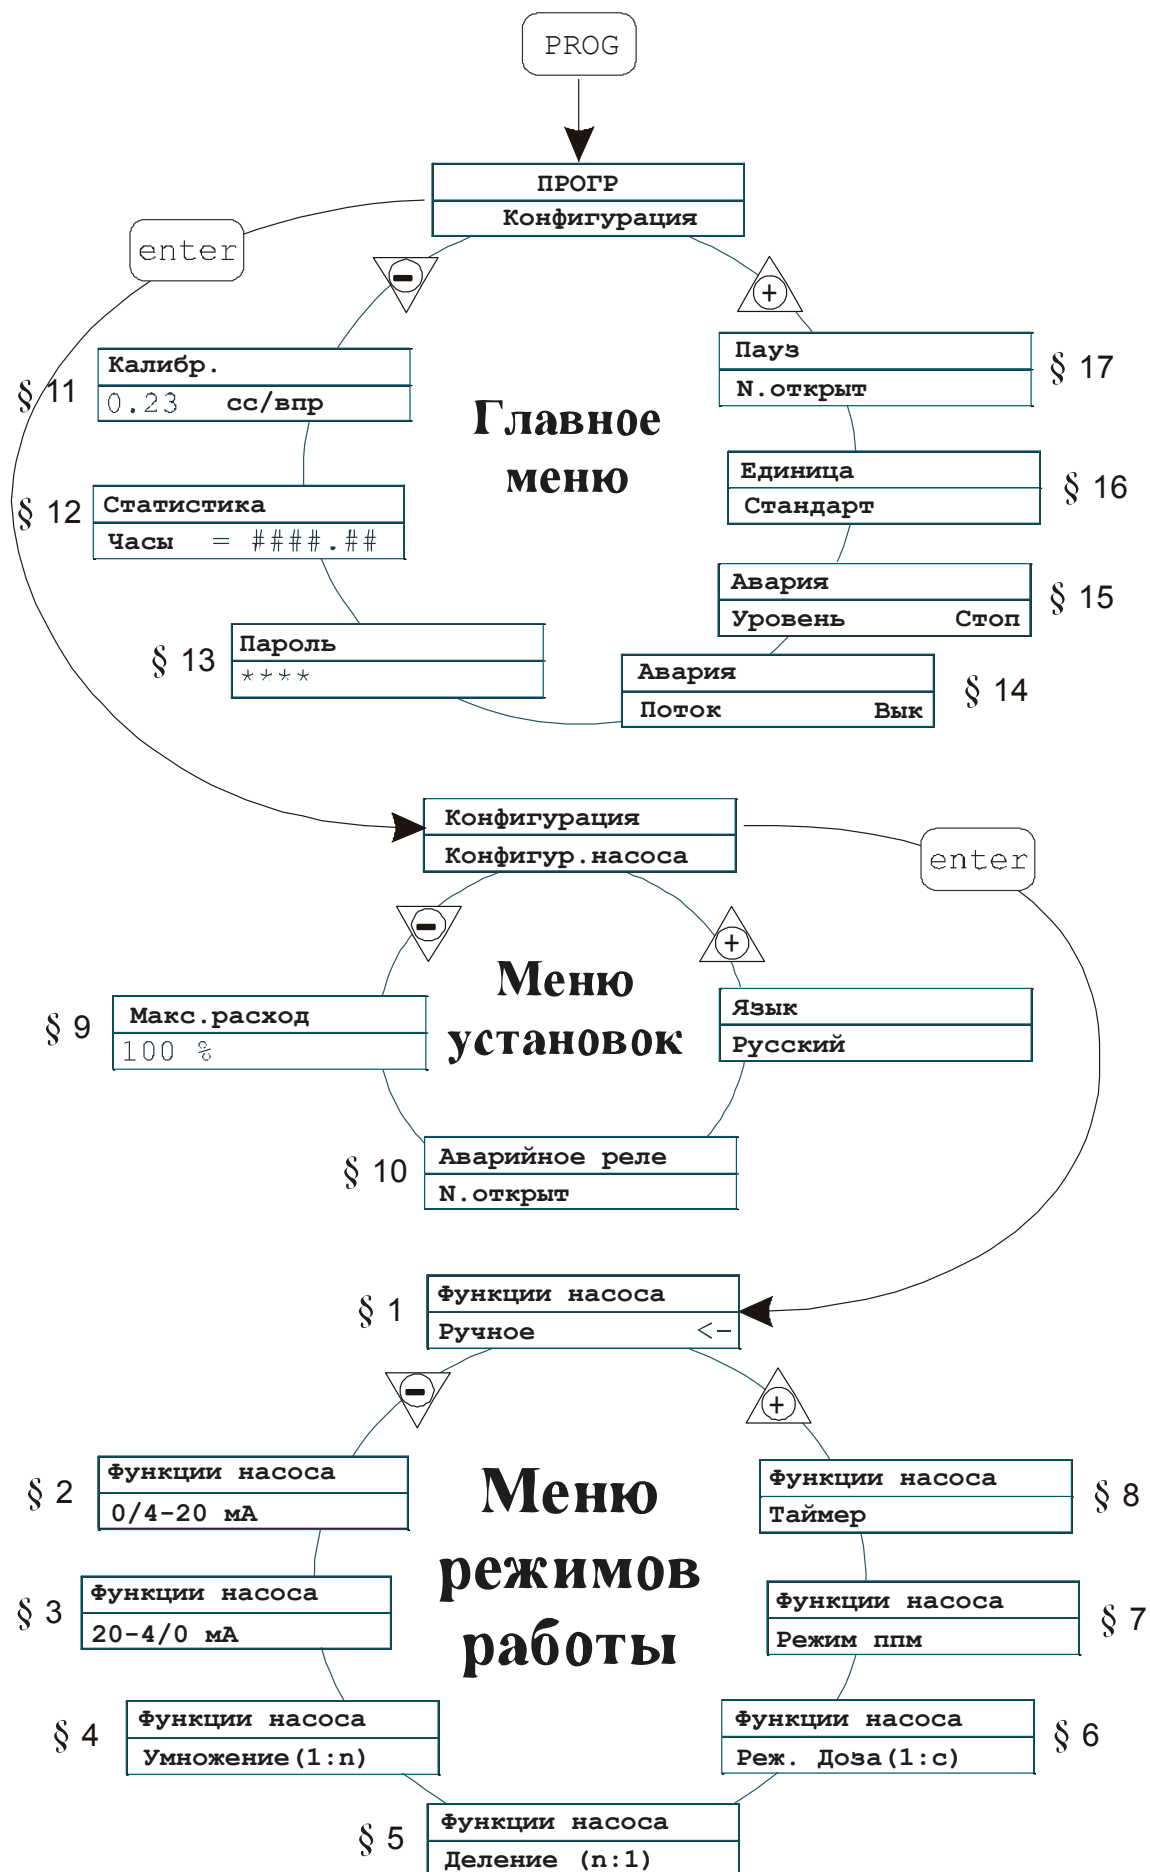 PROG
ПРОГР
Конфигурация
enter
−
+
Калибр.
0.23 сс/впр
§ 11
Пауз
N.открыт
§ 17
Главное
меню
Единица
Стандарт
§ 16
Статистика
Часы = ####.##
§ 12
Авария
Уровень Стоп
§ 15
Пароль
****
§ 13
Авария
Поток Вык
§ 14
Конфигурация
Конфигур.насоса
enter
−
+
Меню
установок
§ 9
Макс.расход
100 %
Язык
Русский
§ 10
Аварийное реле
N.открыт
§ 1
Функции насоса
Ручное <-
−
+
§ 2
Функции насоса
0/4-20 мА
Функции насоса
Таймер
§ 8
Меню
режимов
работы
§ 3
Функции насоса
20-4/0 мА
Функции насоса
Режим ппм
§ 7
§ 4
Функции насоса
Умножение(1:n)
Функции насоса
Реж. Доза(1:с)
§ 6
§ 5
Функции насоса
Деление (n:1)